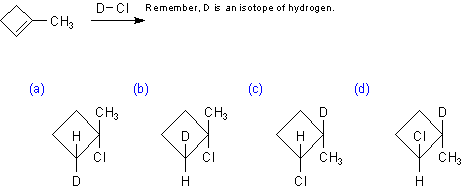 D–Cl Remember, D is an isotope of hydrogen.
CH₃
(a) (b) (c) (d)
CH₃ CH₃ D D
H D H Cl
Cl Cl CH₃ CH₃
D H Cl H